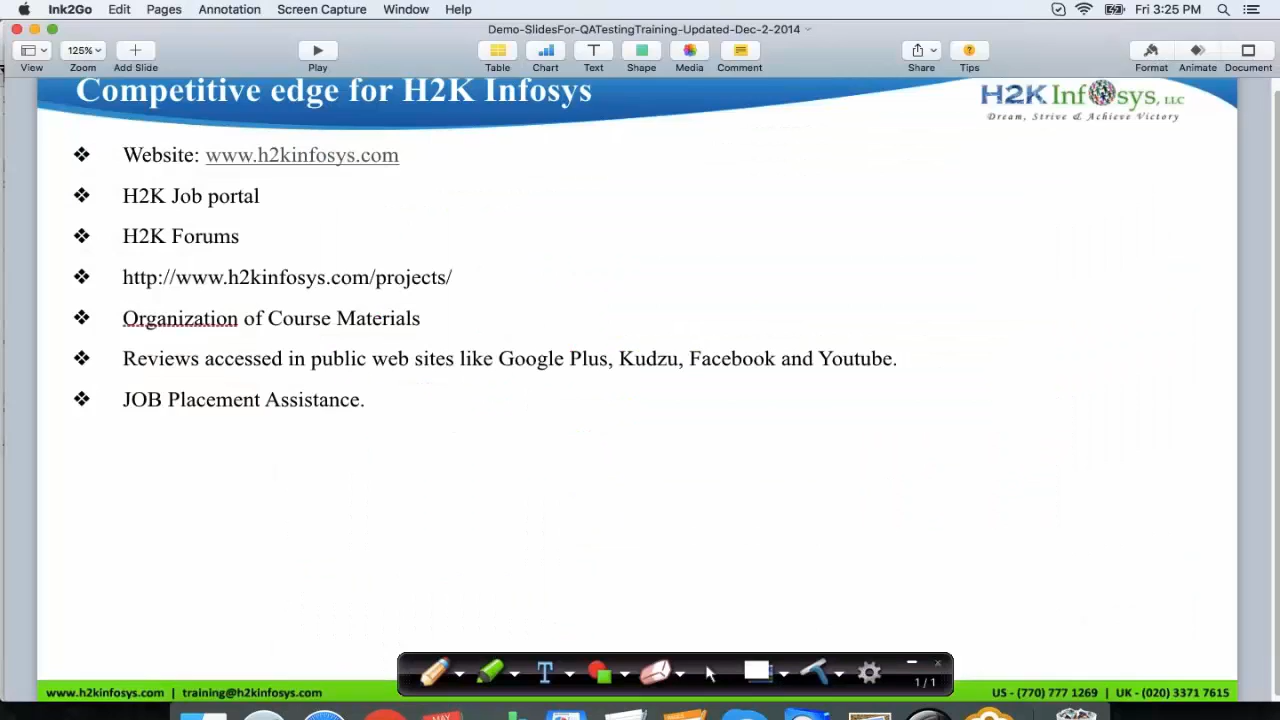 Ink2Go Edit Pages Annotation Screen Capture Window Help Fri 3:25 PM
Demo-SlidesFor-QATestingTraining-Updated-Dec-2-2014
125%
View Zoom Add Slide Play Table Chart Text Shape Media Comment Share Tips Format Animate Document
Competitive edge for H2K Infosys
H2K Infosys, LLC
Dream, Strive & Achieve Victory
Website: www.h2kinfosys.com
H2K Job portal
H2K Forums
http://www.h2kinfosys.com/projects/
Organization of Course Materials
Reviews accessed in public web sites like Google Plus, Kudzu, Facebook and Youtube.
JOB Placement Assistance.
1 / 1
www.h2kinfosys.com | training@h2kinfosys.com
US - (770) 777 1269 | UK - (020) 3371 7615
MAY